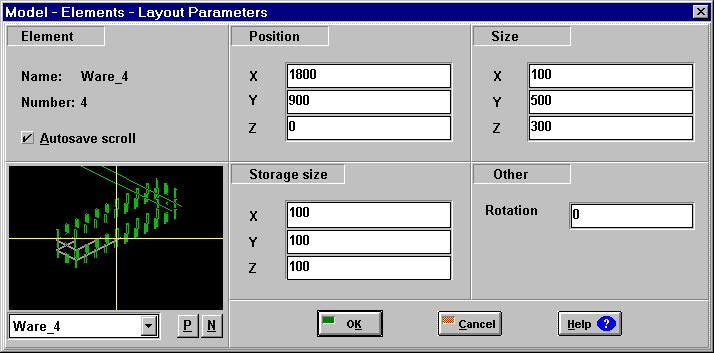 Model - Elements - Layout Parameters
Element
Name: Ware_4
Number: 4
Autosave scroll
Position
X 1800
Y 900
Z 0
Size
X 100
Y 500
Z 300
Storage size
X 100
Y 100
Z 100
Other
Rotation 0
Ware_4
P N
OK
Cancel
Help ?